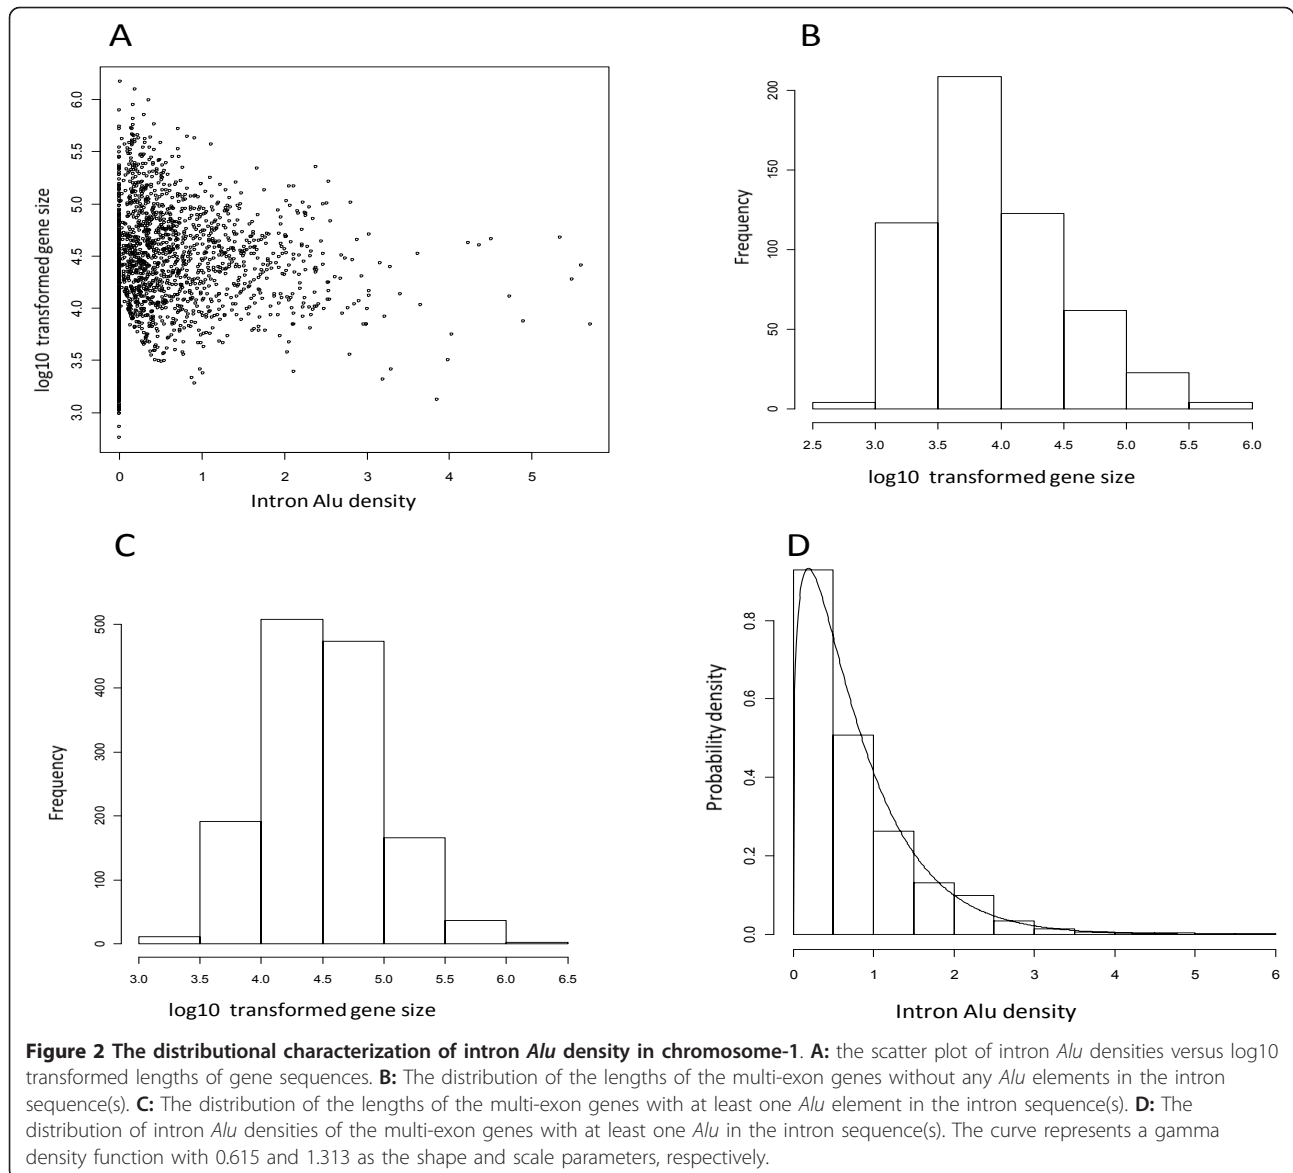 A
log10 transformed gene size
6.0
5.5
5.0
4.5
4.0
3.5
3.0
0 1 2 3 4 5
Intron Alu density
B
Frequency
200
150
100
50
0
2.5 3.0 3.5 4.0 4.5 5.0 5.5 6.0
log10 transformed gene size
C
Frequency
500
400
300
200
100
0
3.0 3.5 4.0 4.5 5.0 5.5 6.0 6.5
log10 transformed gene size
D
Probability density
0.8
0.6
0.4
0.2
0.0
0 1 2 3 4 5 6
Intron Alu density
Figure 2 The distributional characterization of intron Alu density in chromosome-1. A: the scatter plot of intron Alu densities versus log10
transformed lengths of gene sequences. B: The distribution of the lengths of the multi-exon genes without any Alu elements in the intron
sequence(s). C: The distribution of the lengths of the multi-exon genes with at least one Alu element in the intron sequence(s). D: The
distribution of intron Alu densities of the multi-exon genes with at least one Alu in the intron sequence(s). The curve represents a gamma
density function with 0.615 and 1.313 as the shape and scale parameters, respectively.